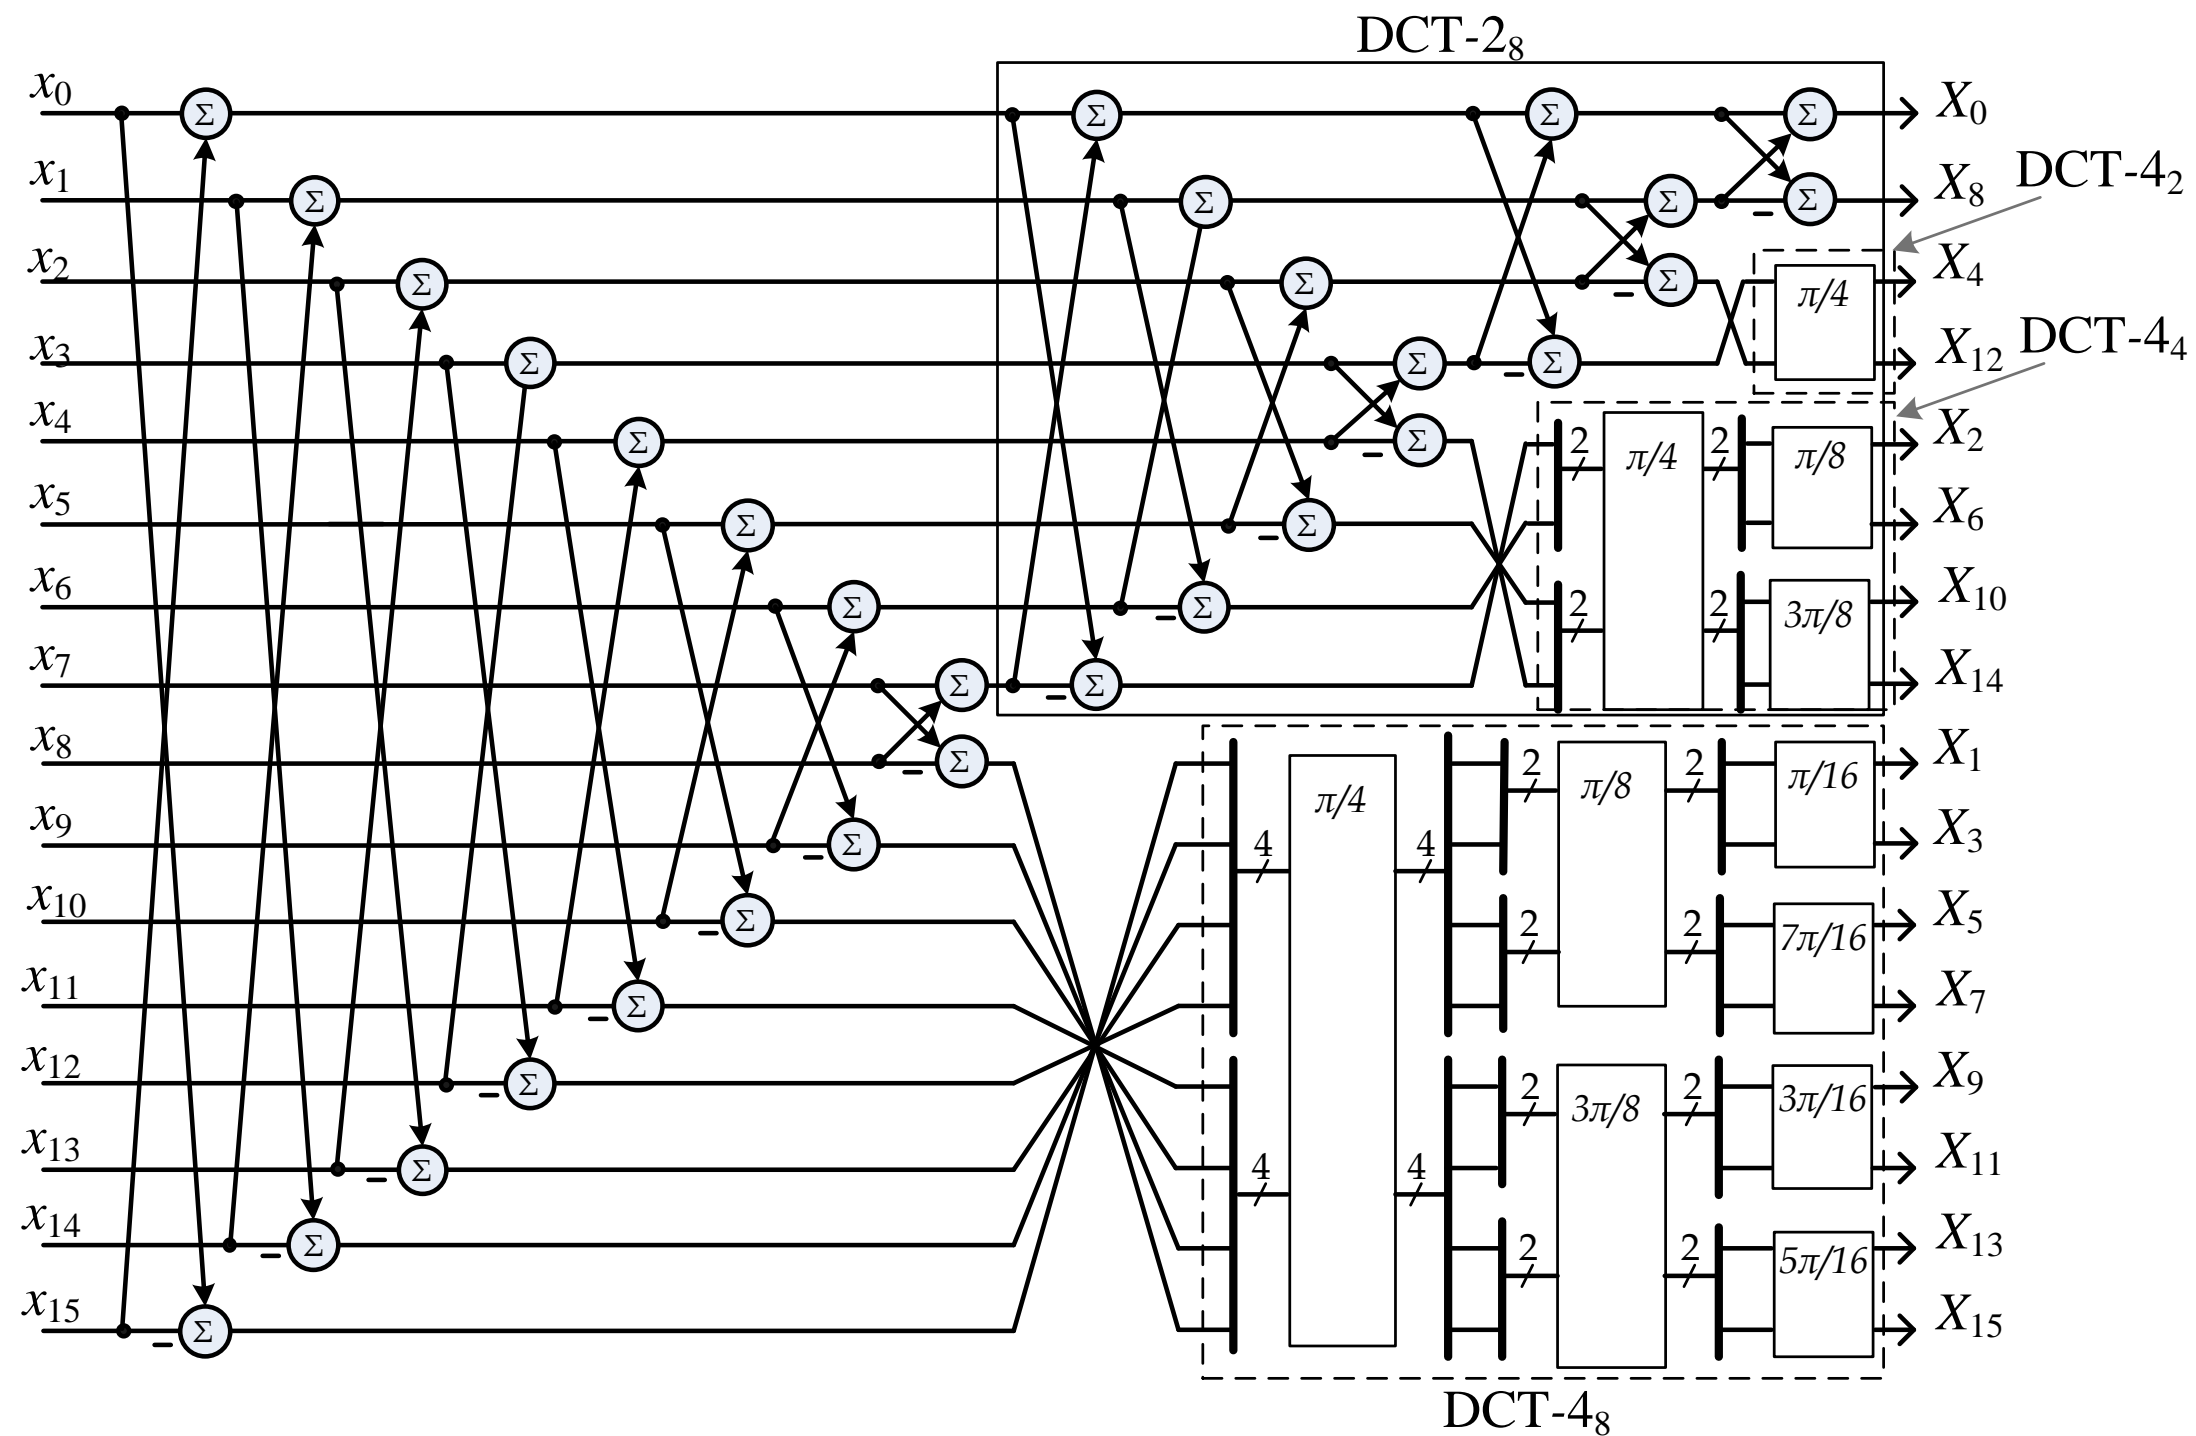 DCT-2₈
x₀ Σ Σ Σ Σ X₀
x₁ Σ Σ Σ Σ X₈
DCT-4₂
x₂ Σ Σ Σ π/4 X₄
x₃ Σ Σ Σ X₁₂
DCT-4₄
x₄ Σ Σ 2 π/4 2 π/8 X₂
x₅ Σ Σ X₆
x₆ Σ Σ 2 2 3π/8 X₁₀
x₇ Σ Σ X₁₄
x₈ Σ 2 π/8 2 π/16 X₁
x₉ Σ 4 π/4 4 X₃
x₁₀ Σ 2 2 7π/16 X₅
x₁₁ Σ X₇
x₁₂ Σ 2 3π/8 2 3π/16 X₉
x₁₃ Σ 4 4 X₁₁
x₁₄ Σ 2 2 5π/16 X₁₃
x₁₅ Σ X₁₅
DCT-4₈